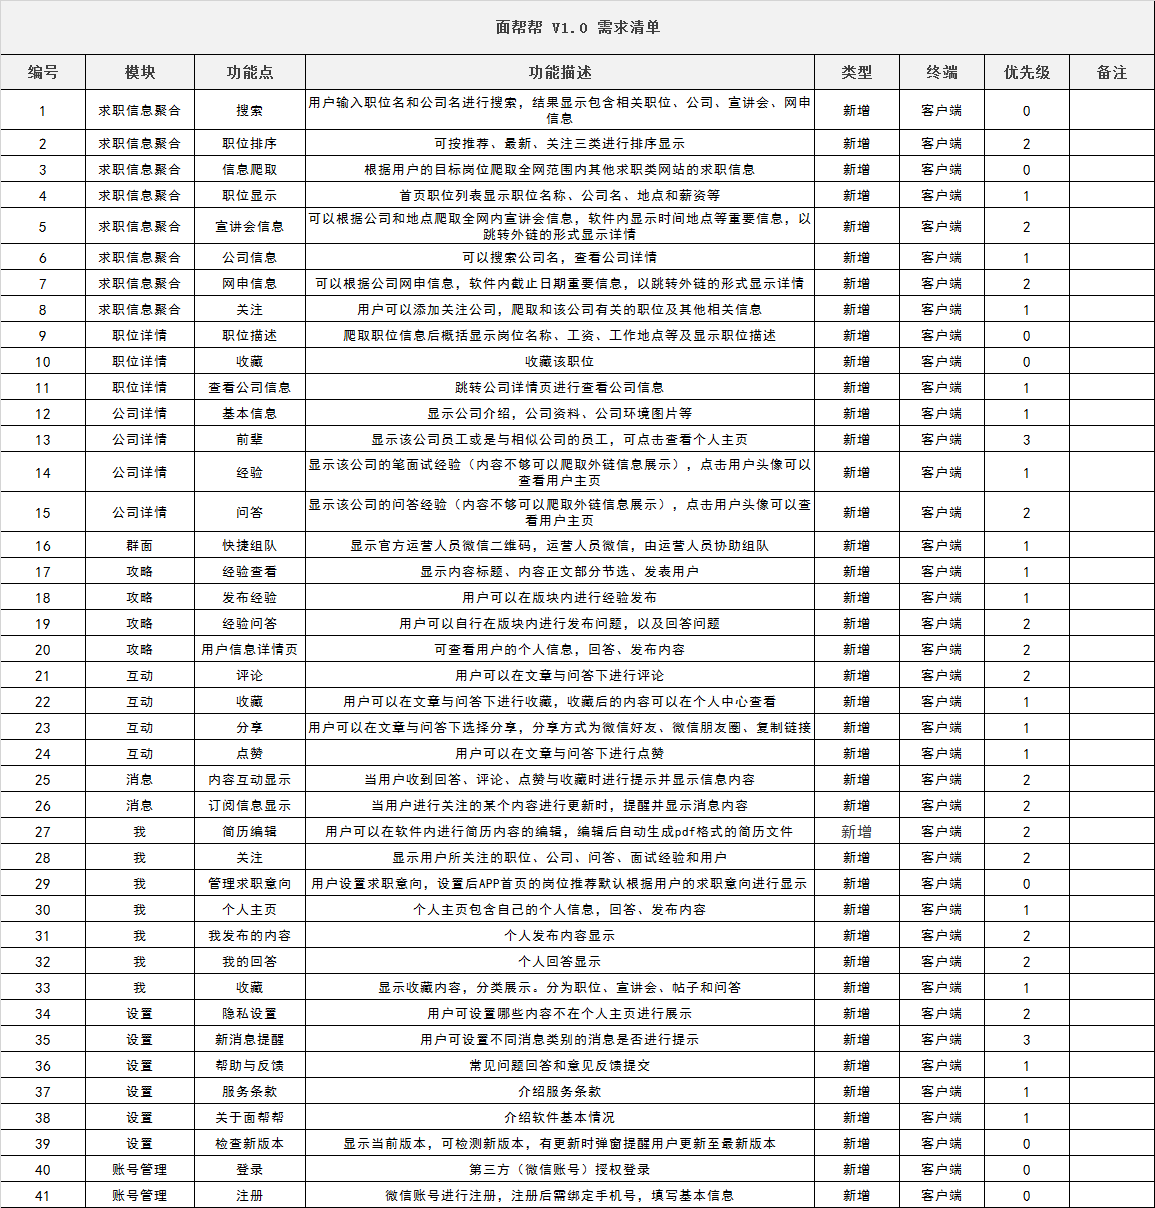 面帮帮 V1.0 需求清单
编号 模块 功能点 功能描述 类型 终端 优先级 备注
1 求职信息聚合 搜索 用户输入职位名和公司名进行搜索，结果显示包含相关职位、公司、宣讲会、网申
信息 新增 客户端 0
2 求职信息聚合 职位排序 可按推荐、最新、关注三类进行排序显示 新增 客户端 2
3 求职信息聚合 信息爬取 根据用户的目标岗位爬取全网范围内其他求职类网站的求职信息 新增 客户端 0
4 求职信息聚合 职位显示 首页职位列表显示职位名称、公司名、地点和薪资等 新增 客户端 1
5 求职信息聚合 宣讲会信息 可以根据公司和地点爬取全网内宣讲会信息，软件内显示时间地点等重要信息，以
跳转外链的形式显示详情 新增 客户端 2
6 求职信息聚合 公司信息 可以搜索公司名，查看公司详情 新增 客户端 1
7 求职信息聚合 网申信息 可以根据公司网申信息，软件内截止日期重要信息，以跳转外链的形式显示详情 新增 客户端 2
8 求职信息聚合 关注 用户可以添加关注公司，爬取和该公司有关的职位及其他相关信息 新增 客户端 1
9 职位详情 职位描述 爬取职位信息后概括显示岗位名称、工资、工作地点等及显示职位描述 新增 客户端 0
10 职位详情 收藏 收藏该职位 新增 客户端 0
11 职位详情 查看公司信息 跳转公司详情页进行查看公司信息 新增 客户端 1
12 公司详情 基本信息 显示公司介绍，公司资料、公司环境图片等 新增 客户端 1
13 公司详情 前辈 显示该公司员工或是与相似公司的员工，可点击查看个人主页 新增 客户端 3
14 公司详情 经验 显示该公司的笔面试经验（内容不够可以爬取外链信息展示），点击用户头像可以
查看用户主页 新增 客户端 1
15 公司详情 问答 显示该公司的问答经验（内容不够可以爬取外链信息展示），点击用户头像可以查
看用户主页 新增 客户端 2
16 群面 快捷组队 显示官方运营人员微信二维码，运营人员微信，由运营人员协助组队 新增 客户端 1
17 攻略 经验查看 显示内容标题、内容正文部分节选、发表用户 新增 客户端 1
18 攻略 发布经验 用户可以在版块内进行经验发布 新增 客户端 1
19 攻略 经验问答 用户可以自行在版块内进行发布问题，以及回答问题 新增 客户端 2
20 攻略 用户信息详情页 可查看用户的个人信息，回答、发布内容 新增 客户端 2
21 互动 评论 用户可以在文章与问答下进行评论 新增 客户端 2
22 互动 收藏 用户可以在文章与问答下进行收藏，收藏后的内容可以在个人中心查看 新增 客户端 1
23 互动 分享 用户可以在文章与问答下选择分享，分享方式为微信好友、微信朋友圈、复制链接 新增 客户端 1
24 互动 点赞 用户可以在文章与问答下进行点赞 新增 客户端 1
25 消息 内容互动显示 当用户收到回答、评论、点赞与收藏时进行提示并显示信息内容 新增 客户端 2
26 消息 订阅信息显示 当用户进行关注的某个内容进行更新时，提醒并显示消息内容 新增 客户端 2
27 我 简历编辑 用户可以在软件内进行简历内容的编辑，编辑后自动生成pdf格式的简历文件 新增 客户端 2
28 我 关注 显示用户所关注的职位、公司、问答、面试经验和用户 新增 客户端 2
29 我 管理求职意向 用户设置求职意向，设置后APP首页的岗位推荐默认根据用户的求职意向进行显示 新增 客户端 0
30 我 个人主页 个人主页包含自己的个人信息，回答、发布内容 新增 客户端 1
31 我 我发布的内容 个人发布内容显示 新增 客户端 2
32 我 我的回答 个人回答显示 新增 客户端 2
33 我 收藏 显示收藏内容，分类展示。分为职位、宣讲会、帖子和问答 新增 客户端 1
34 设置 隐私设置 用户可设置哪些内容不在个人主页进行展示 新增 客户端 2
35 设置 新消息提醒 用户可设置不同消息类别的消息是否进行提示 新增 客户端 3
36 设置 帮助与反馈 常见问题回答和意见反馈提交 新增 客户端 1
37 设置 服务条款 介绍服务条款 新增 客户端 1
38 设置 关于面帮帮 介绍软件基本情况 新增 客户端 1
39 设置 检查新版本 显示当前版本，可检测新版本，有更新时弹窗提醒用户更新至最新版本 新增 客户端 0
40 账号管理 登录 第三方（微信账号）授权登录 新增 客户端 0
41 账号管理 注册 微信账号进行注册，注册后需绑定手机号，填写基本信息 新增 客户端 0